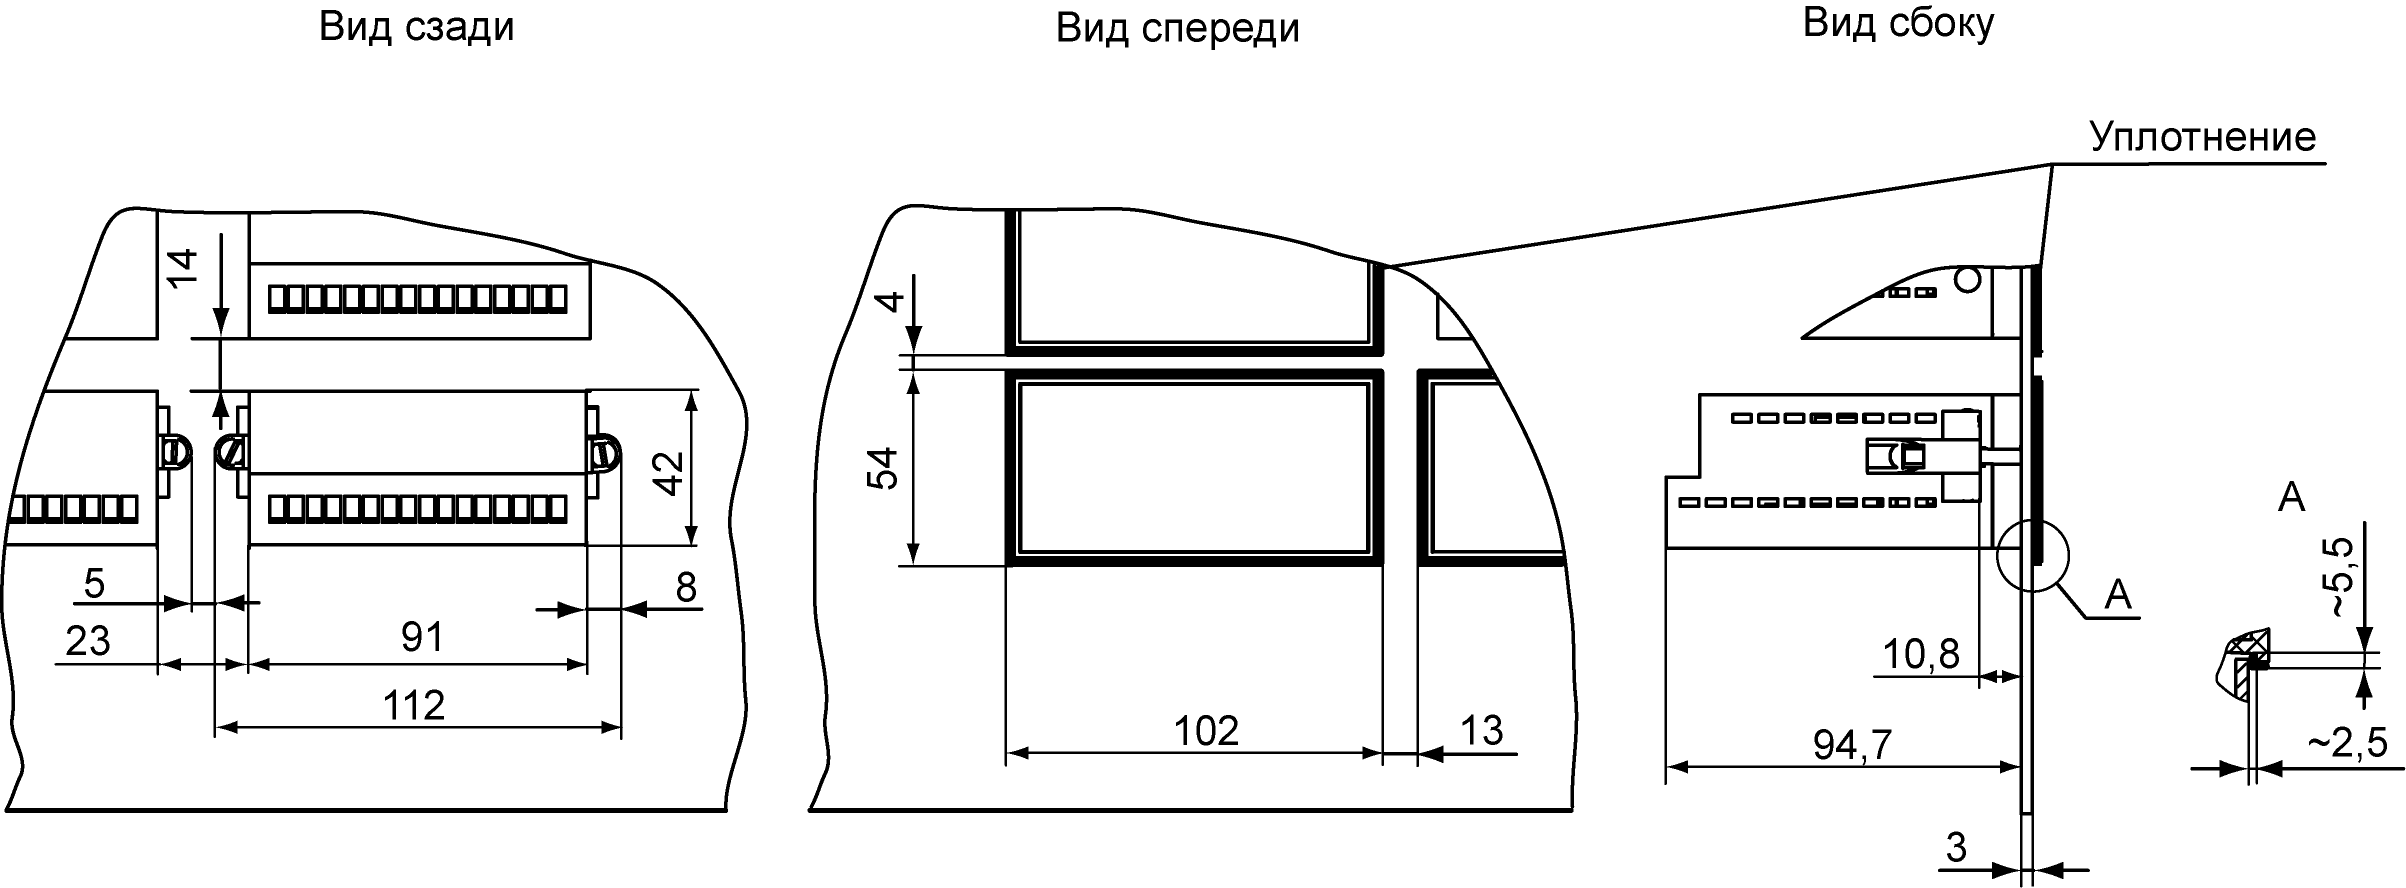 Вид сзади
Вид спереди
Вид сбоку
Уплотнение
14
42
5
8
23
91
112
4
54
102
13
А
А
10,8
94,7
3
~5,5
~2,5